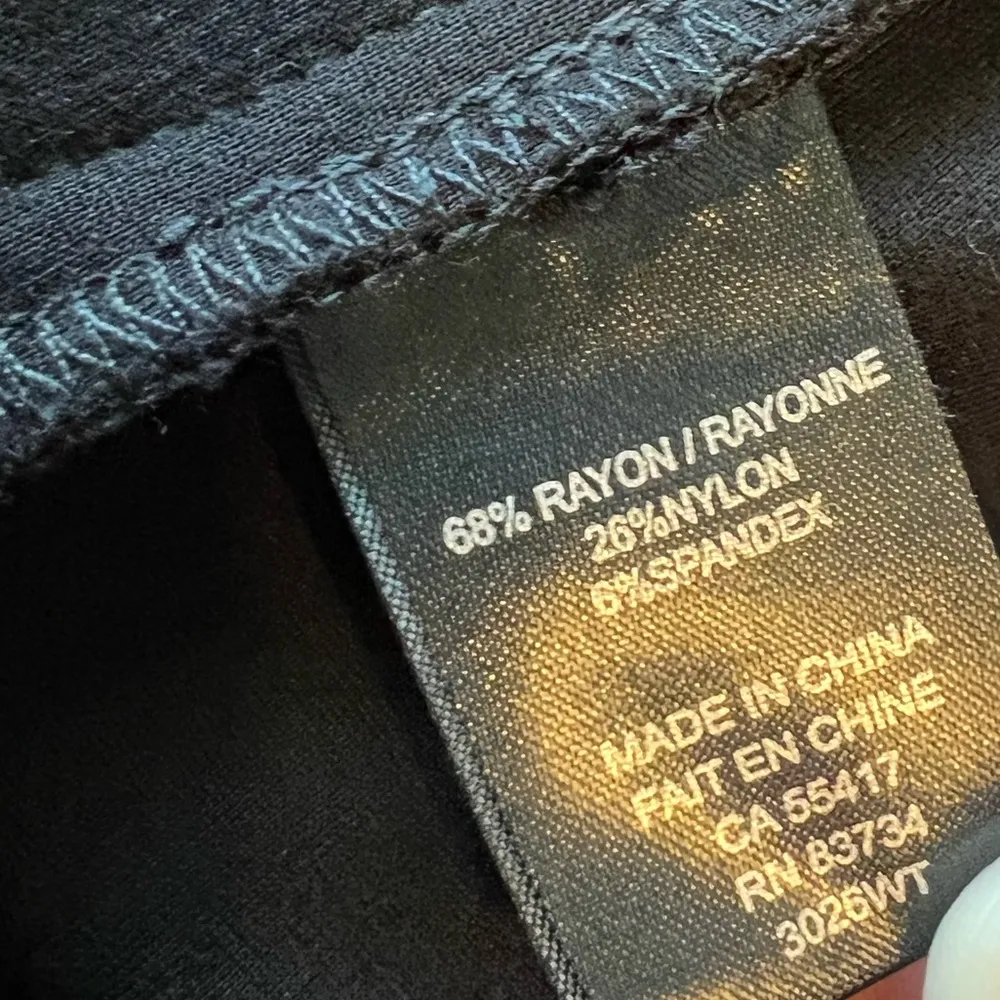 68% RAYON / RAYONNE
26%NYLON
6%SPANDEX
MADE IN CHINA
FAIT EN CHINE
CA 55417
RN 83734
3026WT